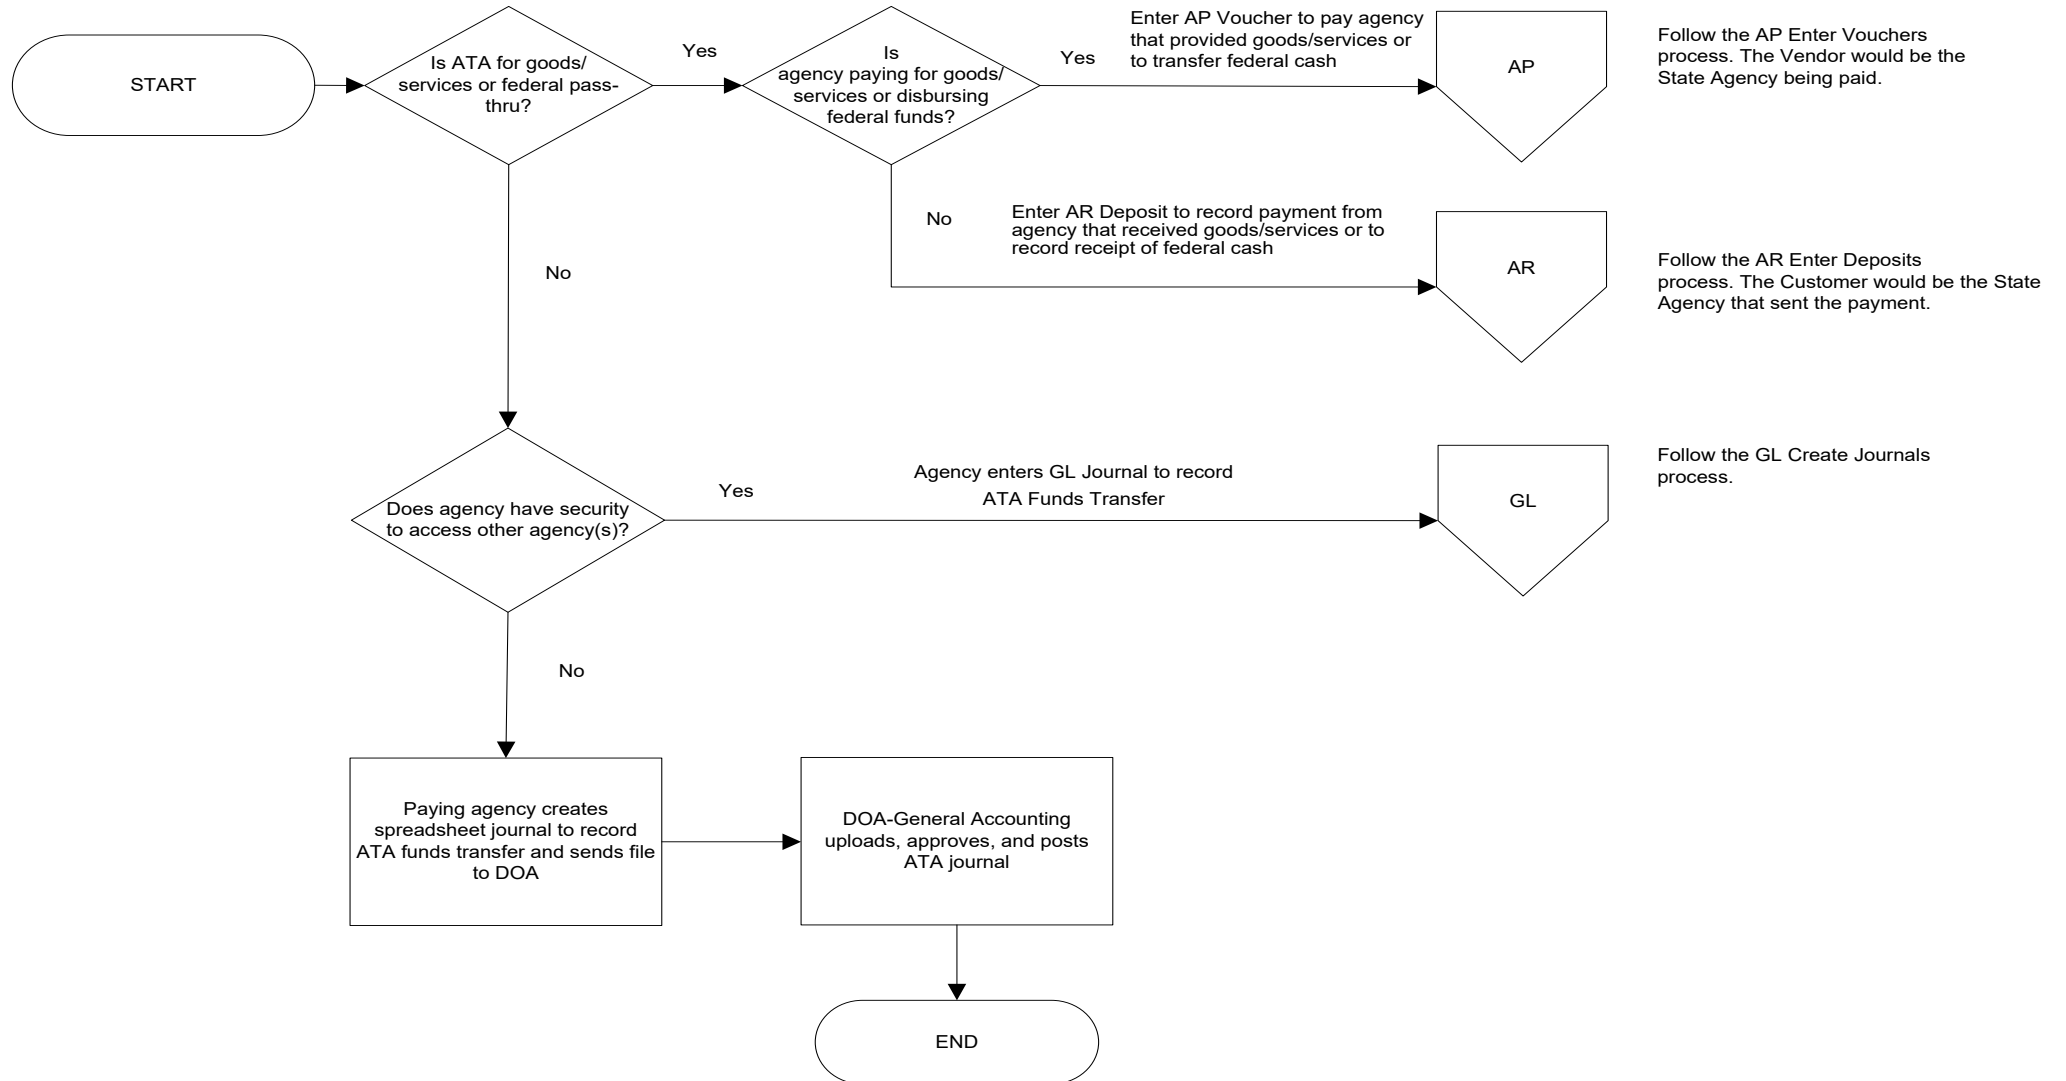 START
Is ATA for goods/
services or federal pass-
thru?
Yes
Is
agency paying for goods/
services or disbursing
federal funds?
Yes
Enter AP Voucher to pay agency
that provided goods/services or
to transfer federal cash
AP
Follow the AP Enter Vouchers
process. The Vendor would be the
State Agency being paid.
No
Enter AR Deposit to record payment from
agency that received goods/services or to
record receipt of federal cash
AR
Follow the AR Enter Deposits
process. The Customer would be the State
Agency that sent the payment.
No
Does agency have security
to access other agency(s)?
Yes
Agency enters GL Journal to record
ATA Funds Transfer
GL
Follow the GL Create Journals
process.
No
Paying agency creates
spreadsheet journal to record
ATA funds transfer and sends file
to DOA
DOA-General Accounting
uploads, approves, and posts
ATA journal
END